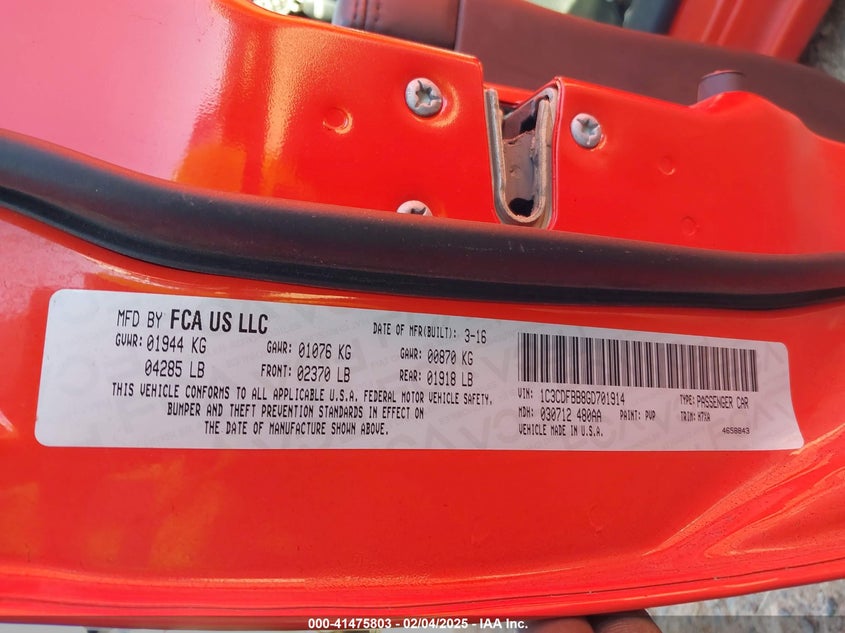 MFD BY FCA US LLC
DATE OF MFR(BUILT): 3-16
GVWR: 01944 KG
GAWR: 01076 KG
GAWR: 00870 KG
04285 LB
FRONT: 02370 LB
REAR: 01918 LB
THIS VEHICLE CONFORMS TO ALL APPLICABLE U.S.A. FEDERAL MOTOR VEHICLE SAFETY,
BUMPER AND THEFT PREVENTION STANDARDS IN EFFECT ON
THE DATE OF MANUFACTURE SHOWN ABOVE.
VIN: 1C3CDFBB8GD701914
TYPE: PASSENGER CAR
MDH: 030712 480AA
PAINT: PVP
TRIM: H7XA
VEHICLE MADE IN U.S.A.
4658843
000-41475803 - 02/04/2025 - IAA Inc.